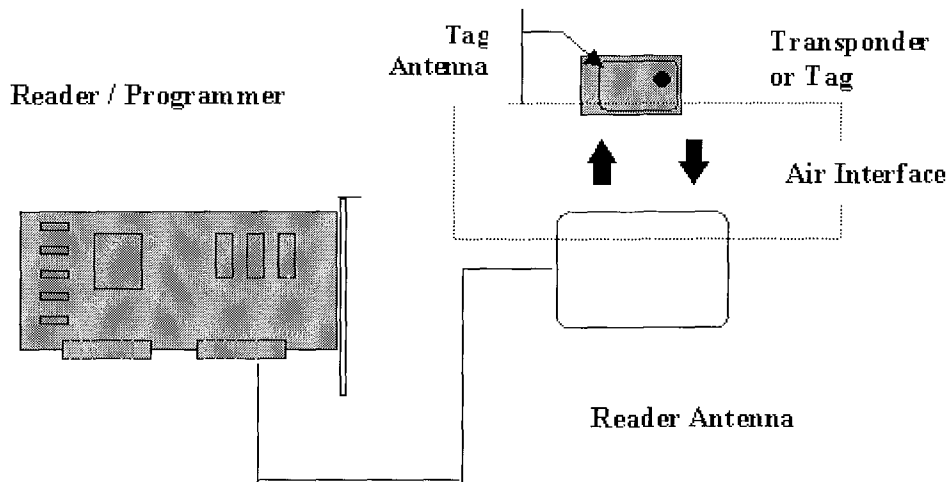 Tag
Antenna
Transponder
or Tag
Reader / Programmer
Air Interface
Reader Antenna